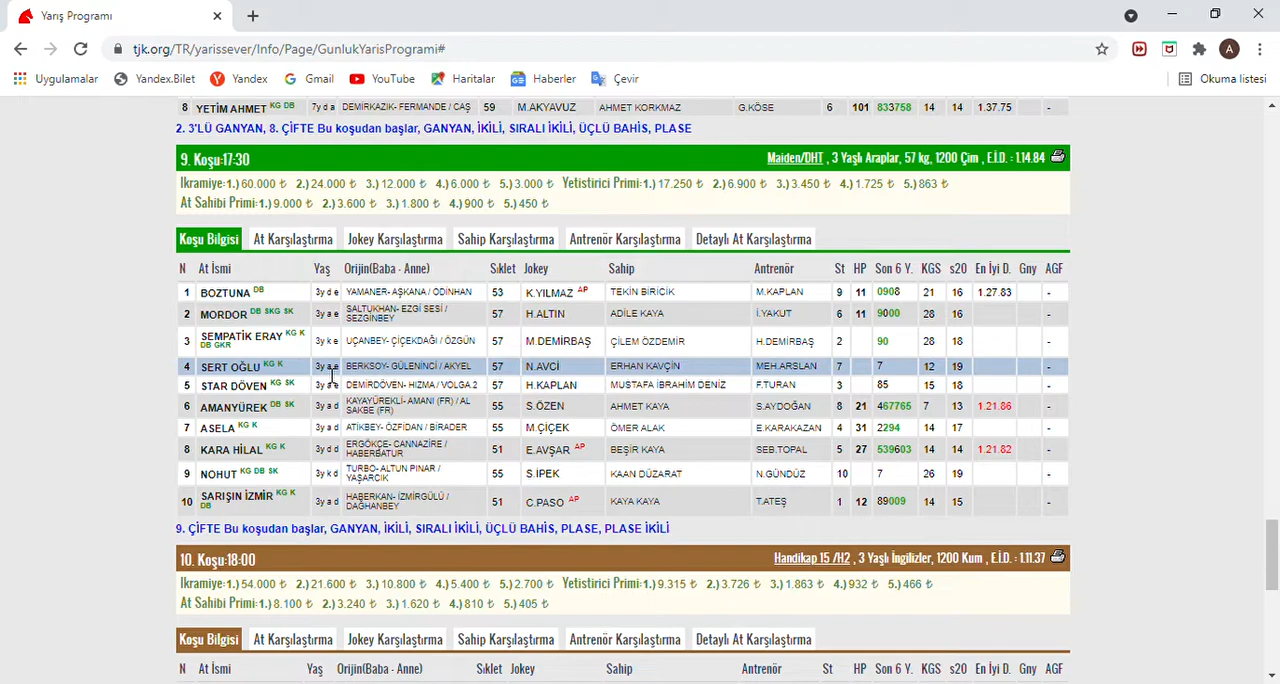 Yarış Programı
tjk.org/TR/yarissever/Info/Page/GunlukYarisProgrami#
A
Uygulamalar Yandex.Bilet Yandex Gmail YouTube Haritalar Haberler Çevir Okuma listesi
8 YETİM AHMET KG DB 7y d a DEMİRKAZIK- FERMANDE / CAŞ 59 M.AKYAVUZ AHMET KORKMAZ G.KÖSE 6 101 833758 14 14 1.37.75 -
2. 3'LÜ GANYAN, 8. ÇİFTE Bu koşudan başlar, GANYAN, İKİLİ, SIRALI İKİLİ, ÜÇLÜ BAHİS, PLASE
9. Koşu:17:30 Maiden/DHT , 3 Yaşlı Araplar, 57 kg, 1200 Çim , E.İ.D. : 1.14.84
İkramiye:1.) 60.000 ₺ 2.) 24.000 ₺ 3.) 12.000 ₺ 4.) 6.000 ₺ 5.) 3.000 ₺ Yetistirici Primi:1.) 17.250 ₺ 2.) 6.900 ₺ 3.) 3.450 ₺ 4.) 1.725 ₺ 5.) 863 ₺
At Sahibi Primi:1.) 9.000 ₺ 2.) 3.600 ₺ 3.) 1.800 ₺ 4.) 900 ₺ 5.) 450 ₺
Koşu Bilgisi At Karşılaştırma Jokey Karşılaştırma Sahip Karşılaştırma Antrenör Karşılaştırma Detaylı At Karşılaştırma
N At İsmi Yaş Orijin(Baba - Anne) Sıklet Jokey Sahip Antrenör St HP Son 6 Y. KGS s20 En İyi D. Gny AGF
1 BOZTUNA DB 3y d e YAMANER- AŞKANA / ODİNHAN 53 K.YILMAZ AP TEKİN BİRİCİK M.KAPLAN 9 11 0908 21 16 1.27.83 -
2 MORDOR DB SKG SK 3y a e SALTUKHAN- EZGİ SESİ / SEZGİNBEY 57 H.ALTIN ADİLE KAYA İ.YAKUT 6 11 9000 28 16 -
3 SEMPATİK ERAY KG K DB GKR 3y k e UÇANBEY- ÇİÇEKDAĞI / ÖZGÜN 57 M.DEMİRBAŞ ÇİLEM ÖZDEMİR H.DEMİRBAŞ 2 90 28 18 -
4 SERT OĞLU KG K 3y a e BERKSOY- GÜLENİNCİ / AKYEL 57 N.AVCİ ERHAN KAVÇİN MEH.ARSLAN 7 7 12 19 -
5 STAR DÖVEN KG SK 3y a e DEMİRDÖVEN- HIZMA / VOLGA 2 57 H.KAPLAN MUSTAFA İBRAHİM DENİZ F.TURAN 3 85 15 18 -
6 AMANYÜREK DB SK 3y a d KAYAYÜREKLİ- AMANI (FR) / AL SAKBE (FR) 55 S.ÖZEN AHMET KAYA S.AYDOĞAN 8 21 467765 7 13 1.21.86 -
7 ASELA KG K 3y a d ATİKBEY- ÖZFİDAN / BİRADER 55 M.ÇİÇEK ÖMER ALAK E.KARAKAZAN 4 31 2294 14 17 -
8 KARA HİLAL KG K 3y d d ERGÖKÇE- CANNAZİRE / HABERBATUR 51 E.AVŞAR AP BEŞİR KAYA SEB.TOPAL 5 27 539603 14 14 1.21.82 -
9 NOHUT KG DB SK 3y k d TURBO- ALTUN PINAR / YAŞARCIK 55 S.İPEK KAAN DÜZARAT N.GÜNDÜZ 10 7 26 19 -
10 SARIŞIN İZMİR KG K DB 3y a d HABERKAN- İZMİRGÜLÜ / DAĞHANBEY 51 C.PASO AP KAYA KAYA T.ATEŞ 1 12 89009 14 15 -
9. ÇİFTE Bu koşudan başlar, GANYAN, İKİLİ, SIRALI İKİLİ, ÜÇLÜ BAHİS, PLASE, PLASE İKİLİ
10. Koşu:18:00 Handikap 15 /H2 , 3 Yaşlı İngilizler, 1200 Kum , E.İ.D. : 1.11.37
İkramiye:1.) 54.000 ₺ 2.) 21.600 ₺ 3.) 10.800 ₺ 4.) 5.400 ₺ 5.) 2.700 ₺ Yetistirici Primi:1.) 9.315 ₺ 2.) 3.726 ₺ 3.) 1.863 ₺ 4.) 932 ₺ 5.) 466 ₺
At Sahibi Primi:1.) 8.100 ₺ 2.) 3.240 ₺ 3.) 1.620 ₺ 4.) 810 ₺ 5.) 405 ₺
Koşu Bilgisi At Karşılaştırma Jokey Karşılaştırma Sahip Karşılaştırma Antrenör Karşılaştırma Detaylı At Karşılaştırma
N At İsmi Yaş Orijin(Baba - Anne) Sıklet Jokey Sahip Antrenör St HP Son 6 Y. KGS s20 En İyi D. Gny AGF